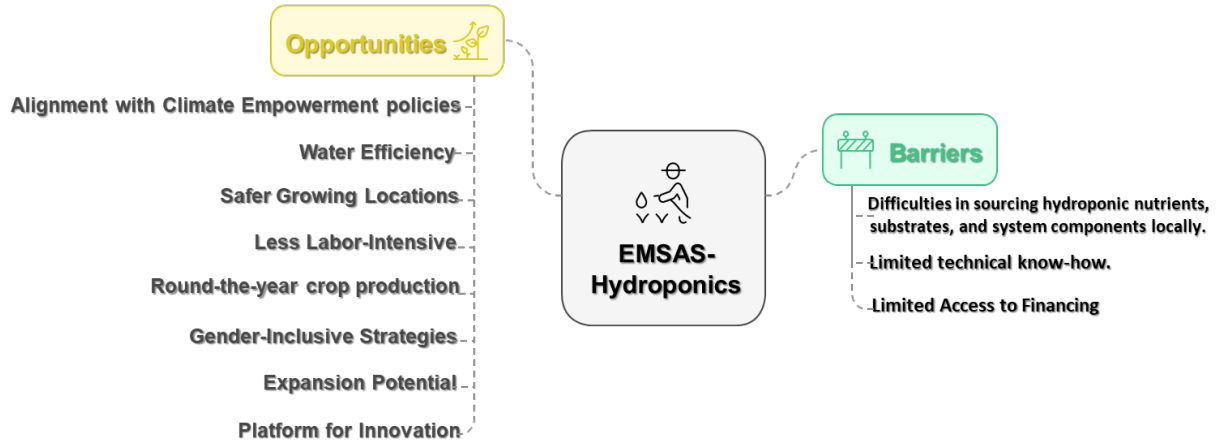 Opportunities
Alignment with Climate Empowerment policies
Water Efficiency
Safer Growing Locations
Less Labor-Intensive
Round-the-year crop production
Gender-Inclusive Strategies
Expansion Potential
Platform for Innovation
EMSAS-
Hydroponics
Barriers
Difficulties in sourcing hydroponic nutrients,
substrates, and system components locally.
Limited technical know-how.
Limited Access to Financing